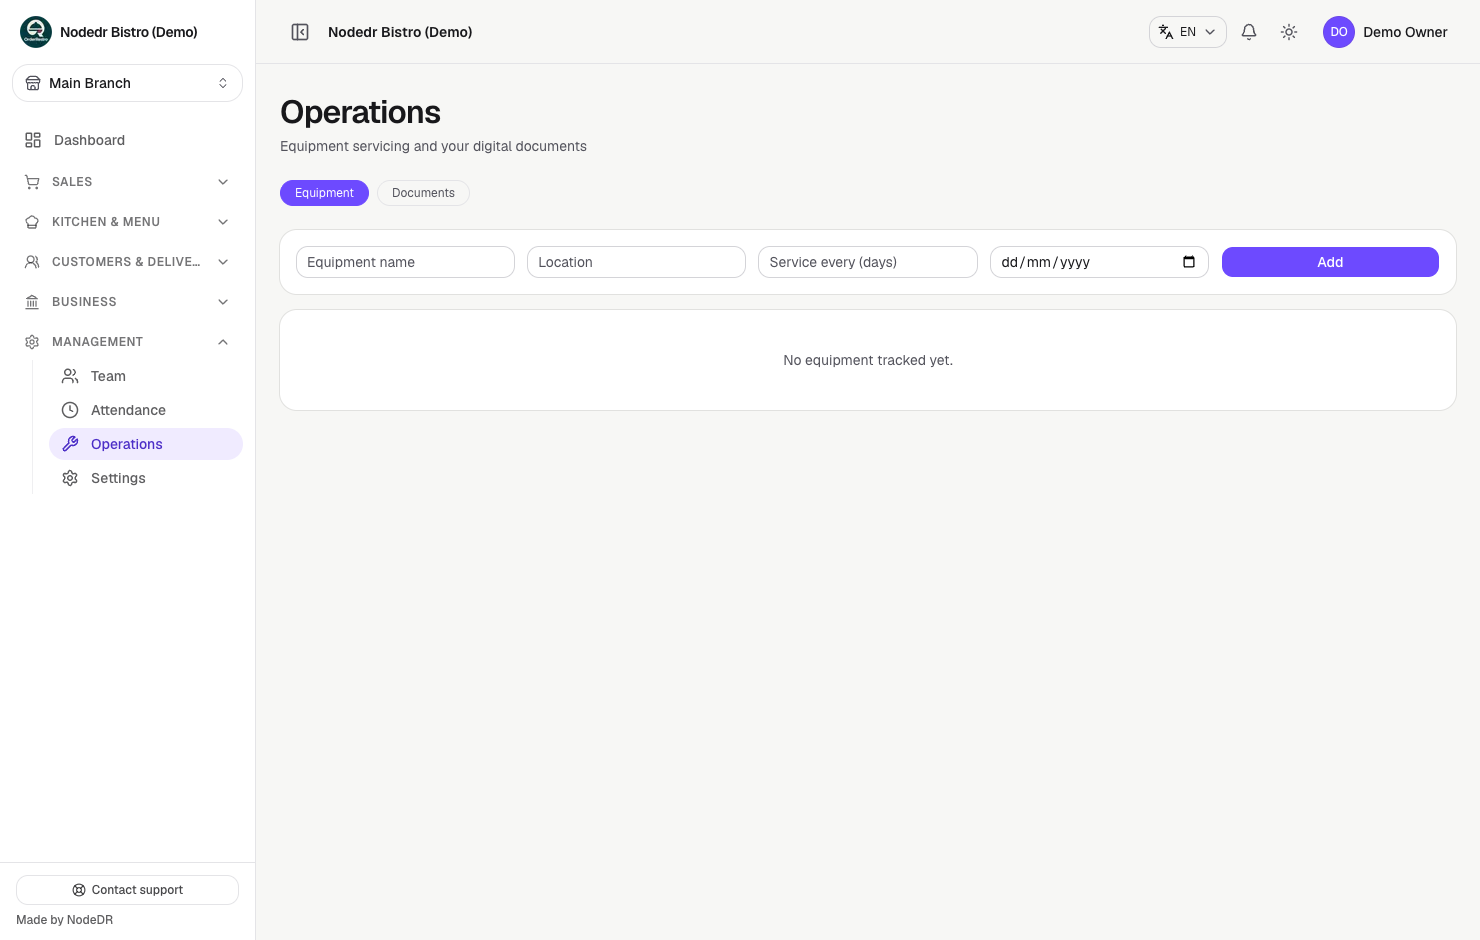 Nodedr Bistro (Demo)
Main Branch
Dashboard
SALES
KITCHEN & MENU
CUSTOMERS & DELIVE...
BUSINESS
MANAGEMENT
Team
Attendance
Operations
Settings
Contact support
Made by NodeDR
Nodedr Bistro (Demo)
EN
DO
Demo Owner
Operations
Equipment servicing and your digital documents
Equipment
Documents
Equipment name
Location
Service every (days)
dd/mm/yyyy
Add
No equipment tracked yet.